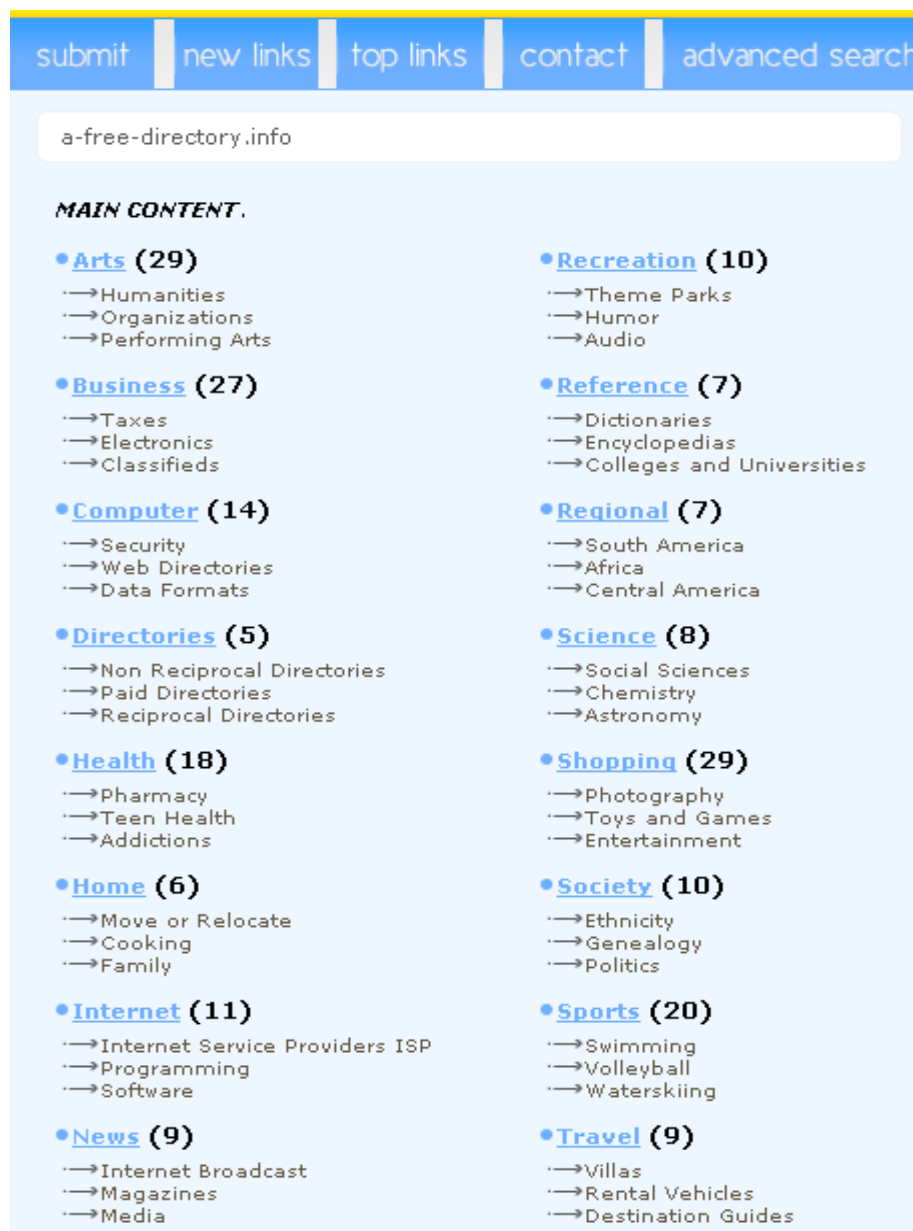 submit new links top links contact advanced search
a-free-directory.info
MAIN CONTENT.
Arts (29)
Humanities
Organizations
Performing Arts
Business (27)
Taxes
Electronics
Classifieds
Computer (14)
Security
Web Directories
Data Formats
Directories (5)
Non Reciprocal Directories
Paid Directories
Reciprocal Directories
Health (18)
Pharmacy
Teen Health
Addictions
Home (6)
Move or Relocate
Cooking
Family
Internet (11)
Internet Service Providers ISP
Programming
Software
News (9)
Internet Broadcast
Magazines
Media
Recreation (10)
Theme Parks
Humor
Audio
Reference (7)
Dictionaries
Encyclopedias
Colleges and Universities
Regional (7)
South America
Africa
Central America
Science (8)
Social Sciences
Chemistry
Astronomy
Shopping (29)
Photography
Toys and Games
Entertainment
Society (10)
Ethnicity
Genealogy
Politics
Sports (20)
Swimming
Volleyball
Waterskiing
Travel (9)
Villas
Rental Vehicles
Destination Guides